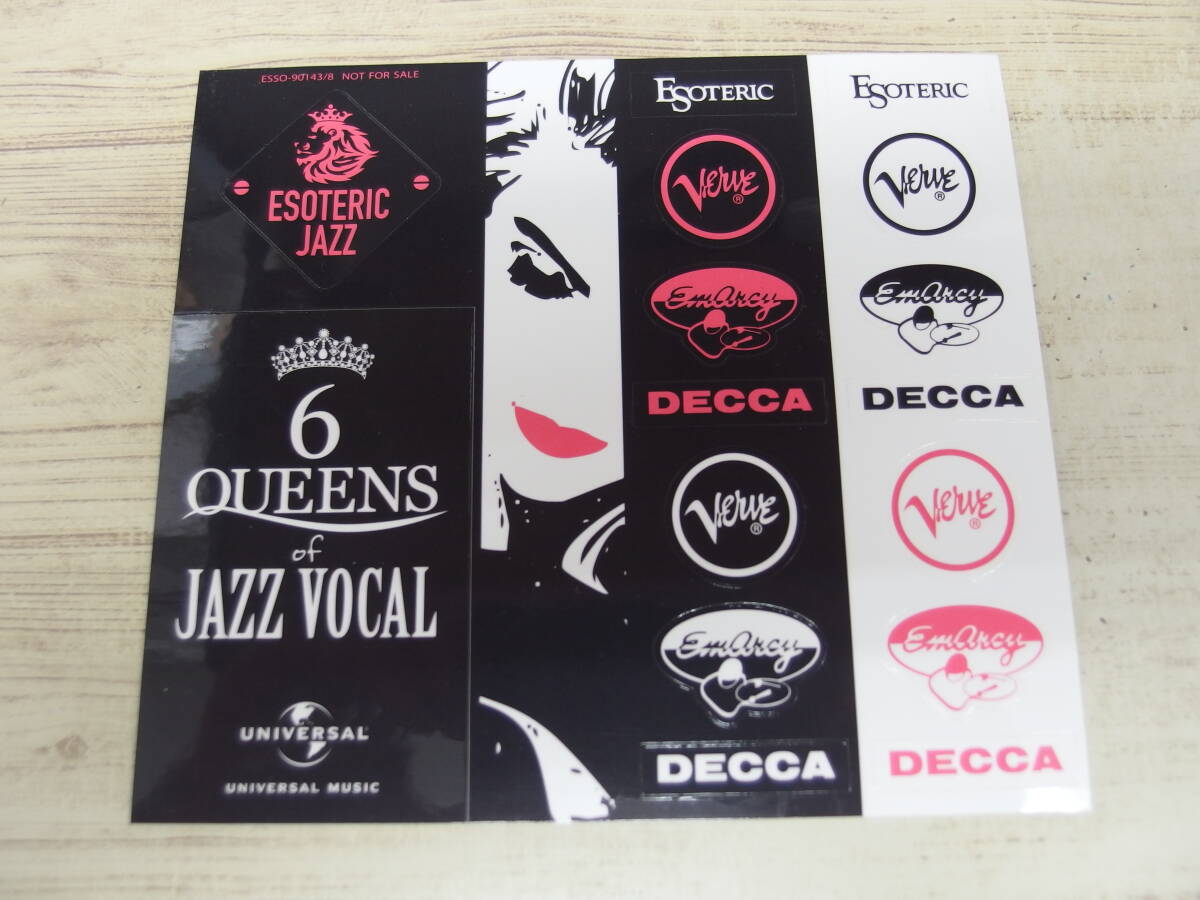 ESSO-90143/8 NOT FOR SALE
ESOTERIC
JAZZ
6
QUEENS
of
JAZZ VOCAL
UNIVERSAL
UNIVERSAL MUSIC
ESOTERIC
Verve
®
EmArcy
DECCA
Verve
®
EmArcy
DECCA
ESOTERIC
Verve
®
EmArcy
DECCA
Verve
®
EmArcy
DECCA